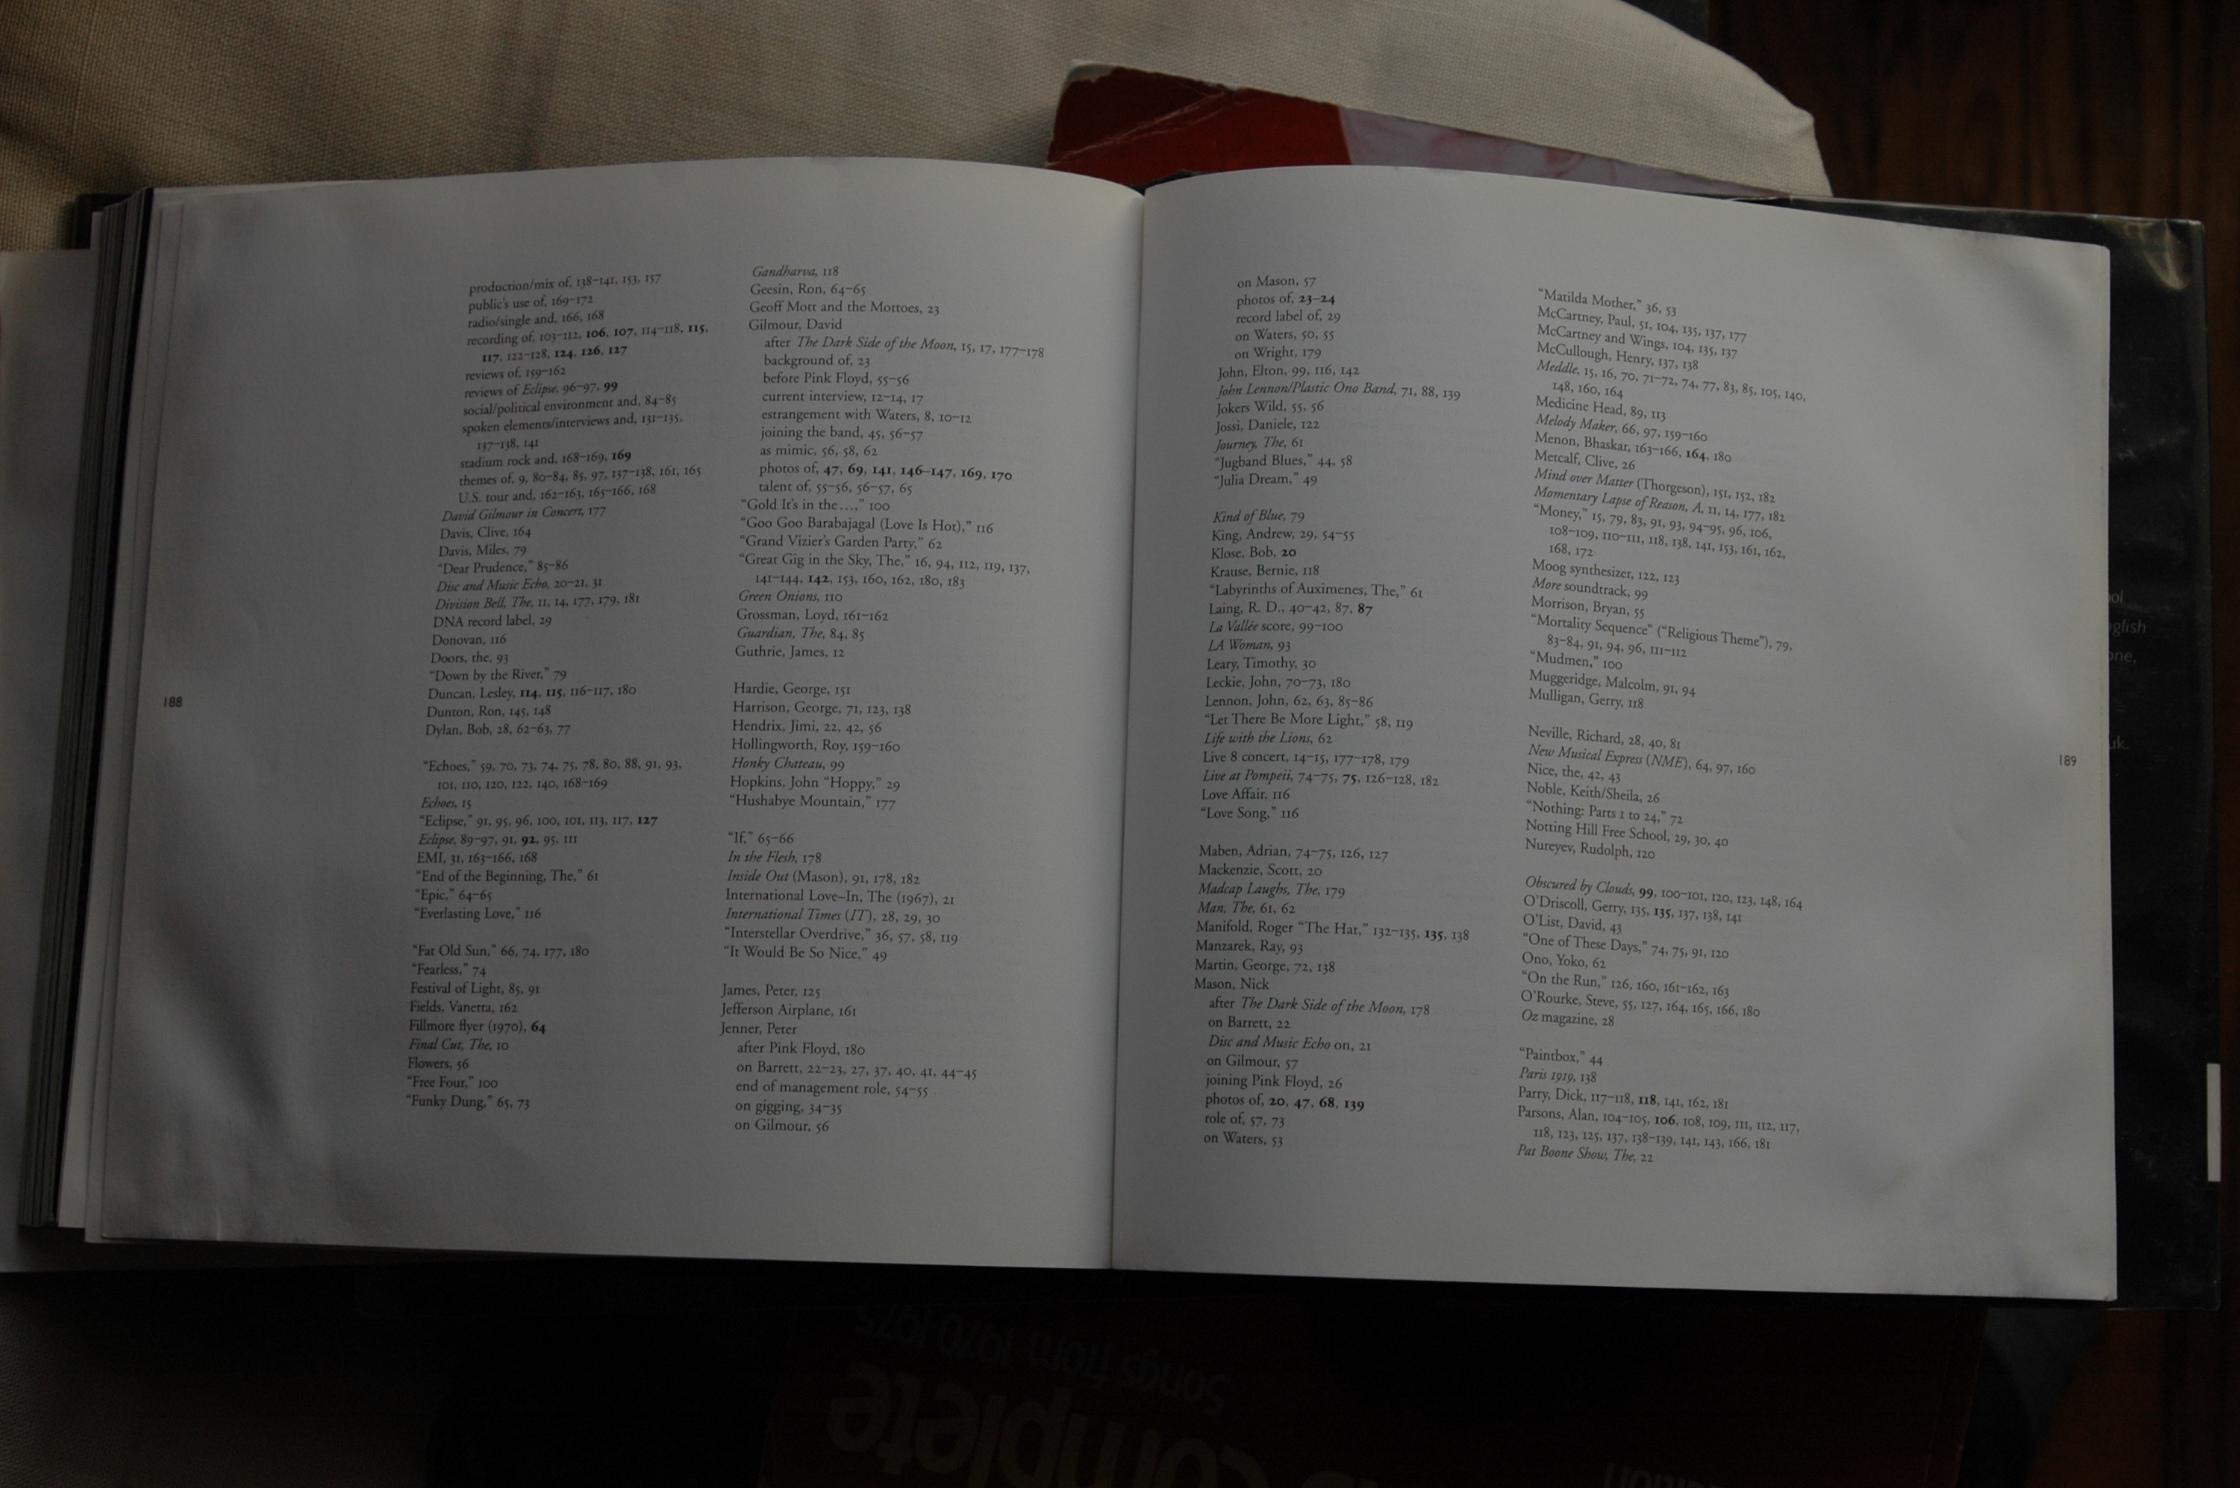 production/mix of, 138–141, 153, 157
public's use of, 169–172
radio/single and, 166, 168
recording of, 103–112, 106, 107, 114–118, 115,
117, 122–128, 124, 126, 127
reviews of, 159–162
reviews of Eclipse, 96–97, 99
social/political environment and, 84–85
spoken elements/interviews and, 131–135,
137–138, 141
stadium rock and, 168–169, 169
themes of, 9, 80–84, 85, 97, 137–138, 161, 165
U.S. tour and, 162–163, 165–166, 168
David Gilmour in Concert, 177
Davis, Clive, 164
Davis, Miles, 79
“Dear Prudence,” 85–86
Disc and Music Echo, 20–21, 31
Division Bell, The, 11, 14, 177, 179, 181
DNA record label, 29
Donovan, 116
Doors, the, 93
“Down by the River,” 79
Duncan, Lesley, 114, 115, 116–117, 180
Dunton, Ron, 145, 148
Dylan, Bob, 28, 62–63, 77
“Echoes,” 59, 70, 73, 74, 75, 78, 80, 88, 91, 93,
101, 110, 120, 122, 140, 168–169
Echoes, 15
“Eclipse,” 91, 95, 96, 100, 101, 113, 117, 127
Eclipse, 89–97, 91, 92, 95, 111
EMI, 31, 163–166, 168
“End of the Beginning, The,” 61
“Epic,” 64–65
“Everlasting Love,” 116
“Fat Old Sun,” 66, 74, 177, 180
“Fearless,” 74
Festival of Light, 85, 91
Fields, Vanetta, 162
Fillmore flyer (1970), 64
Final Cut, The, 10
Flowers, 56
“Free Four,” 100
“Funky Dung,” 65, 73
188
Gandharva, 118
Geesin, Ron, 64–65
Geoff Mott and the Mottoes, 23
Gilmour, David
after The Dark Side of the Moon, 15, 17, 177–178
background of, 23
before Pink Floyd, 55–56
current interview, 12–14, 17
estrangement with Waters, 8, 10–12
joining the band, 45, 56–57
as mimic, 56, 58, 62
photos of, 47, 69, 141, 146–147, 169, 170
talent of, 55–56, 56–57, 65
“Gold It's in the…,” 100
“Goo Goo Barabajagal (Love Is Hot),” 116
“Grand Vizier's Garden Party,” 62
“Great Gig in the Sky, The,” 16, 94, 112, 119, 137,
141–144, 142, 153, 160, 162, 180, 183
Green Onions, 110
Grossman, Loyd, 161–162
Guardian, The, 84, 85
Guthrie, James, 12
Hardie, George, 151
Harrison, George, 71, 123, 138
Hendrix, Jimi, 22, 42, 56
Hollingworth, Roy, 159–160
Honky Chateau, 99
Hopkins, John “Hoppy,” 29
“Hushabye Mountain,” 177
“If,” 65–66
In the Flesh, 178
Inside Out (Mason), 91, 178, 182
International Love–In, The (1967), 21
International Times (IT), 28, 29, 30
“Interstellar Overdrive,” 36, 57, 58, 119
“It Would Be So Nice,” 49
James, Peter, 125
Jefferson Airplane, 161
Jenner, Peter
after Pink Floyd, 180
on Barrett, 22–23, 27, 37, 40, 41, 44–45
end of management role, 54–55
on gigging, 34–35
on Gilmour, 56
on Mason, 57
photos of, 23–24
record label of, 29
on Waters, 50, 55
on Wright, 179
John, Elton, 99, 116, 142
John Lennon/Plastic Ono Band, 71, 88, 139
Jokers Wild, 55, 56
Jossi, Daniele, 122
Journey, The, 61
“Jugband Blues,” 44, 58
“Julia Dream,” 49
Kind of Blue, 79
King, Andrew, 29, 54–55
Klose, Bob, 20
Krause, Bernie, 118
“Labyrinths of Auximenes, The,” 61
Laing, R. D., 40–42, 87, 87
La Vallée score, 99–100
LA Woman, 93
Leary, Timothy, 30
Leckie, John, 70–73, 180
Lennon, John, 62, 63, 85–86
“Let There Be More Light,” 58, 119
Life with the Lions, 62
Live 8 concert, 14–15, 177–178, 179
Live at Pompeii, 74–75, 75, 126–128, 182
Love Affair, 116
“Love Song,” 116
Maben, Adrian, 74–75, 126, 127
Mackenzie, Scott, 20
Madcap Laughs, The, 179
Man, The, 61, 62
Manifold, Roger “The Hat,” 132–135, 135, 138
Manzarek, Ray, 93
Martin, George, 72, 138
Mason, Nick
after The Dark Side of the Moon, 178
on Barrett, 22
Disc and Music Echo on, 21
on Gilmour, 57
joining Pink Floyd, 26
photos of, 20, 47, 68, 139
role of, 57, 73
on Waters, 53
“Matilda Mother,” 36, 53
McCartney, Paul, 51, 104, 135, 137, 177
McCartney and Wings, 104, 135, 137
McCullough, Henry, 137, 138
Meddle, 15, 16, 70, 71–72, 74, 77, 83, 85, 105, 140,
148, 160, 164
Medicine Head, 89, 113
Melody Maker, 66, 97, 159–160
Menon, Bhaskar, 163–166, 164, 180
Metcalf, Clive, 26
Mind over Matter (Thorgeson), 151, 152, 182
Momentary Lapse of Reason, A, 11, 14, 177, 182
“Money,” 15, 79, 83, 91, 93, 94–95, 96, 106,
108–109, 110–111, 118, 138, 141, 153, 161, 162,
168, 172
Moog synthesizer, 122, 123
More soundtrack, 99
Morrison, Bryan, 55
“Mortality Sequence” (“Religious Theme”), 79,
83–84, 91, 94, 96, 111–112
“Mudmen,” 100
Muggeridge, Malcolm, 91, 94
Mulligan, Gerry, 118
Neville, Richard, 28, 40, 81
New Musical Express (NME), 64, 97, 160
Nice, the, 42, 43
Noble, Keith/Sheila, 26
“Nothing: Parts 1 to 24,” 72
Notting Hill Free School, 29, 30, 40
Nureyev, Rudolph, 120
Obscured by Clouds, 99, 100–101, 120, 123, 148, 164
O'Driscoll, Gerry, 135, 135, 137, 138, 141
O'List, David, 43
“One of These Days,” 74, 75, 91, 120
Ono, Yoko, 62
“On the Run,” 126, 160, 161–162, 163
O'Rourke, Steve, 55, 127, 164, 165, 166, 180
Oz magazine, 28
“Paintbox,” 44
Paris 1919, 138
Parry, Dick, 117–118, 118, 141, 162, 181
Parsons, Alan, 104–105, 106, 108, 109, 111, 112, 117,
118, 123, 125, 137, 138–139, 141, 143, 166, 181
Pat Boone Show, The, 22
189
Songs from 1970-1975